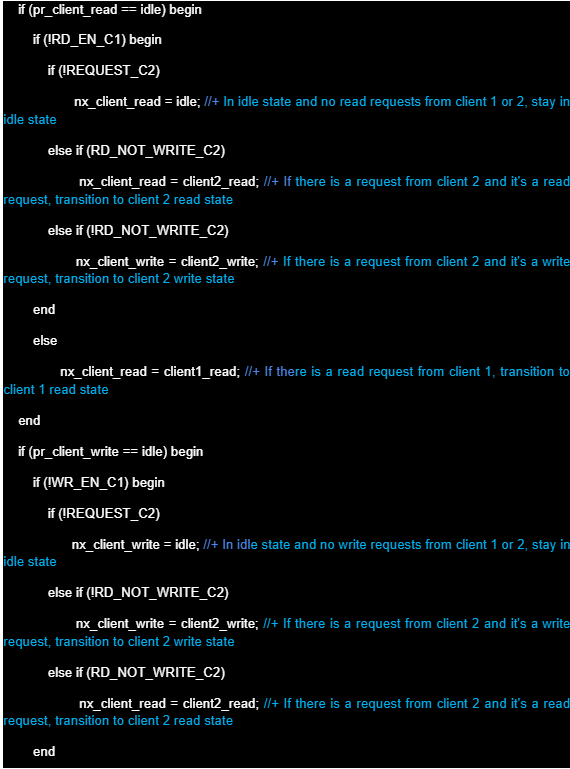 if (pr_client_read == idle) begin
if (!RD_EN_C1) begin
if (!REQUEST_C2)
nx_client_read = idle; //+ In idle state and no read requests from client 1 or 2, stay in
idle state
else if (RD_NOT_WRITE_C2)
nx_client_read = client2_read; //+ If there is a request from client 2 and it's a read
request, transition to client 2 read state
else if (!RD_NOT_WRITE_C2)
nx_client_write = client2_write; //+ If there is a request from client 2 and it's a write
request, transition to client 2 write state
end
else
nx_client_read = client1_read; //+ If there is a read request from client 1, transition to
client 1 read state
end
if (pr_client_write == idle) begin
if (!WR_EN_C1) begin
if (!REQUEST_C2)
nx_client_write = idle; //+ In idle state and no write requests from client 1 or 2, stay in
idle state
else if (!RD_NOT_WRITE_C2)
nx_client_write = client2_write; //+ If there is a request from client 2 and it's a write
request, transition to client 2 write state
else if (RD_NOT_WRITE_C2)
nx_client_read = client2_read; //+ If there is a request from client 2 and it's a read
request, transition to client 2 read state
end